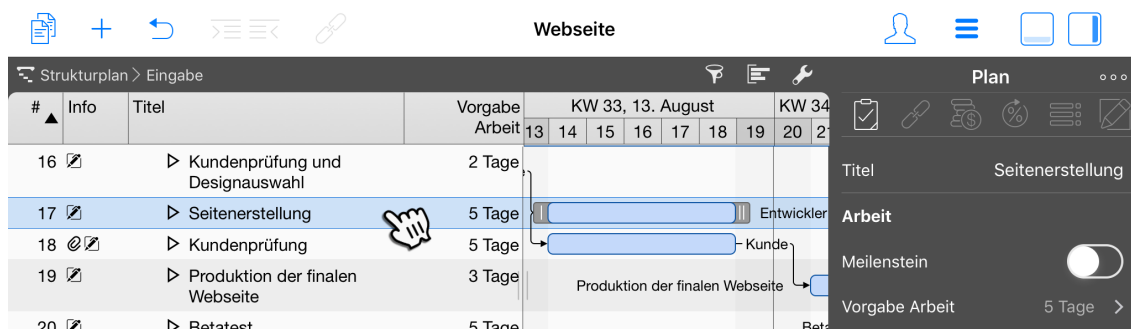 Webseite
Strukturplan > Eingabe
Plan
# Info Titel Vorgabe Arbeit KW 33, 13. August KW 34
13 14 15 16 17 18 19 20
16 Kundenprüfung und Designauswahl 2 Tage
Titel Seitenerstellung
17 Seitenerstellung 5 Tage Entwickler
Arbeit
18 Kundenprüfung 5 Tage Kunde
Meilenstein
19 Produktion der finalen Webseite 3 Tage Produktion der finalen Webseite
Vorgabe Arbeit 5 Tage >
20 Betatest 5 Tage